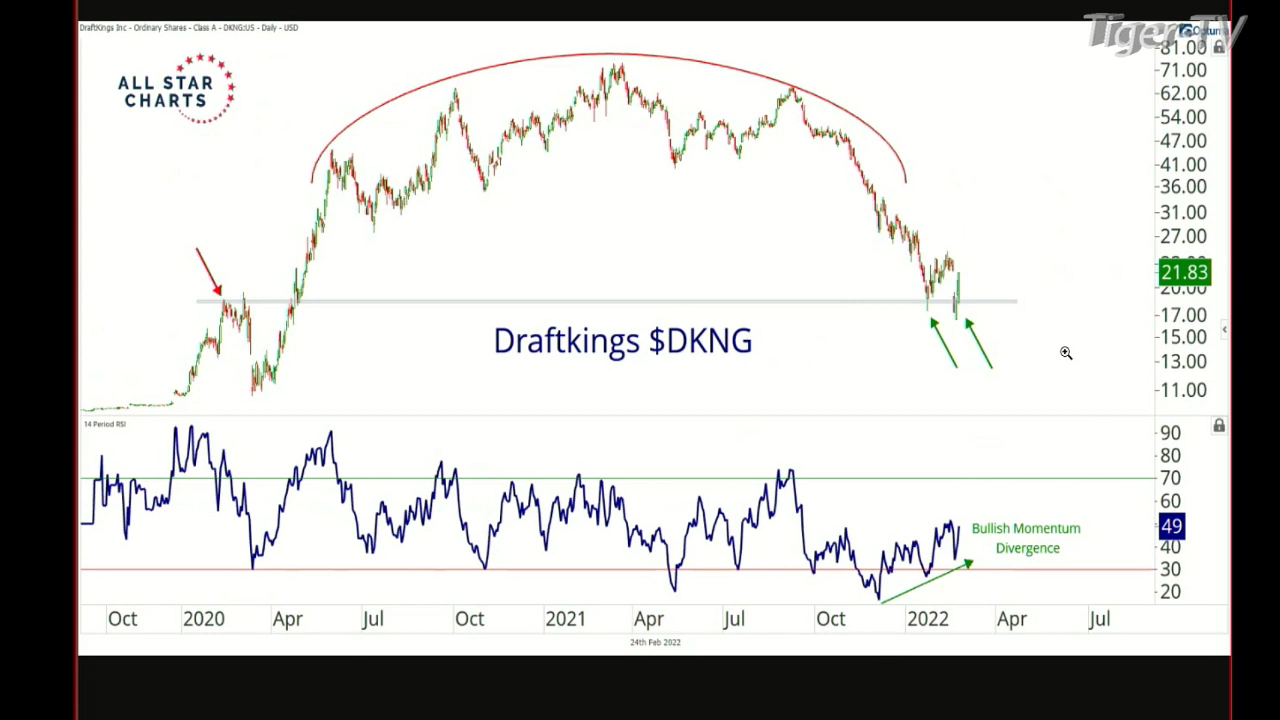 DraftKings Inc - Ordinary Shares - Class A - DKNG:US - Daily - USD
TigerTV
Optuma
ALL STAR
CHARTS
81.00
71.00
62.00
54.00
47.00
41.00
36.00
31.00
27.00
21.83
20.00
17.00
15.00
13.00
11.00
Draftkings $DKNG
14 Period RSI
90
80
70
60
49
40
30
20
Bullish Momentum
Divergence
Oct 2020 Apr Jul Oct 2021 Apr Jul Oct 2022 Apr Jul
24th Feb 2022